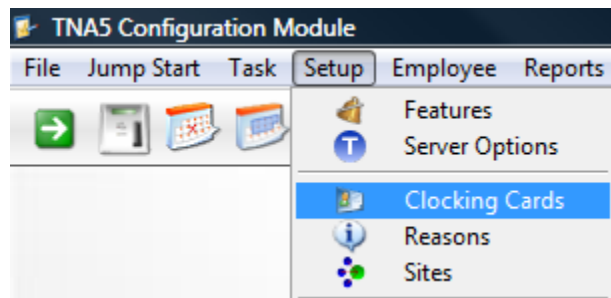 TNA5 Configuration Module
File Jump Start Task Setup Employee Reports
Features
T Server Options
Clocking Cards
Reasons
Sites